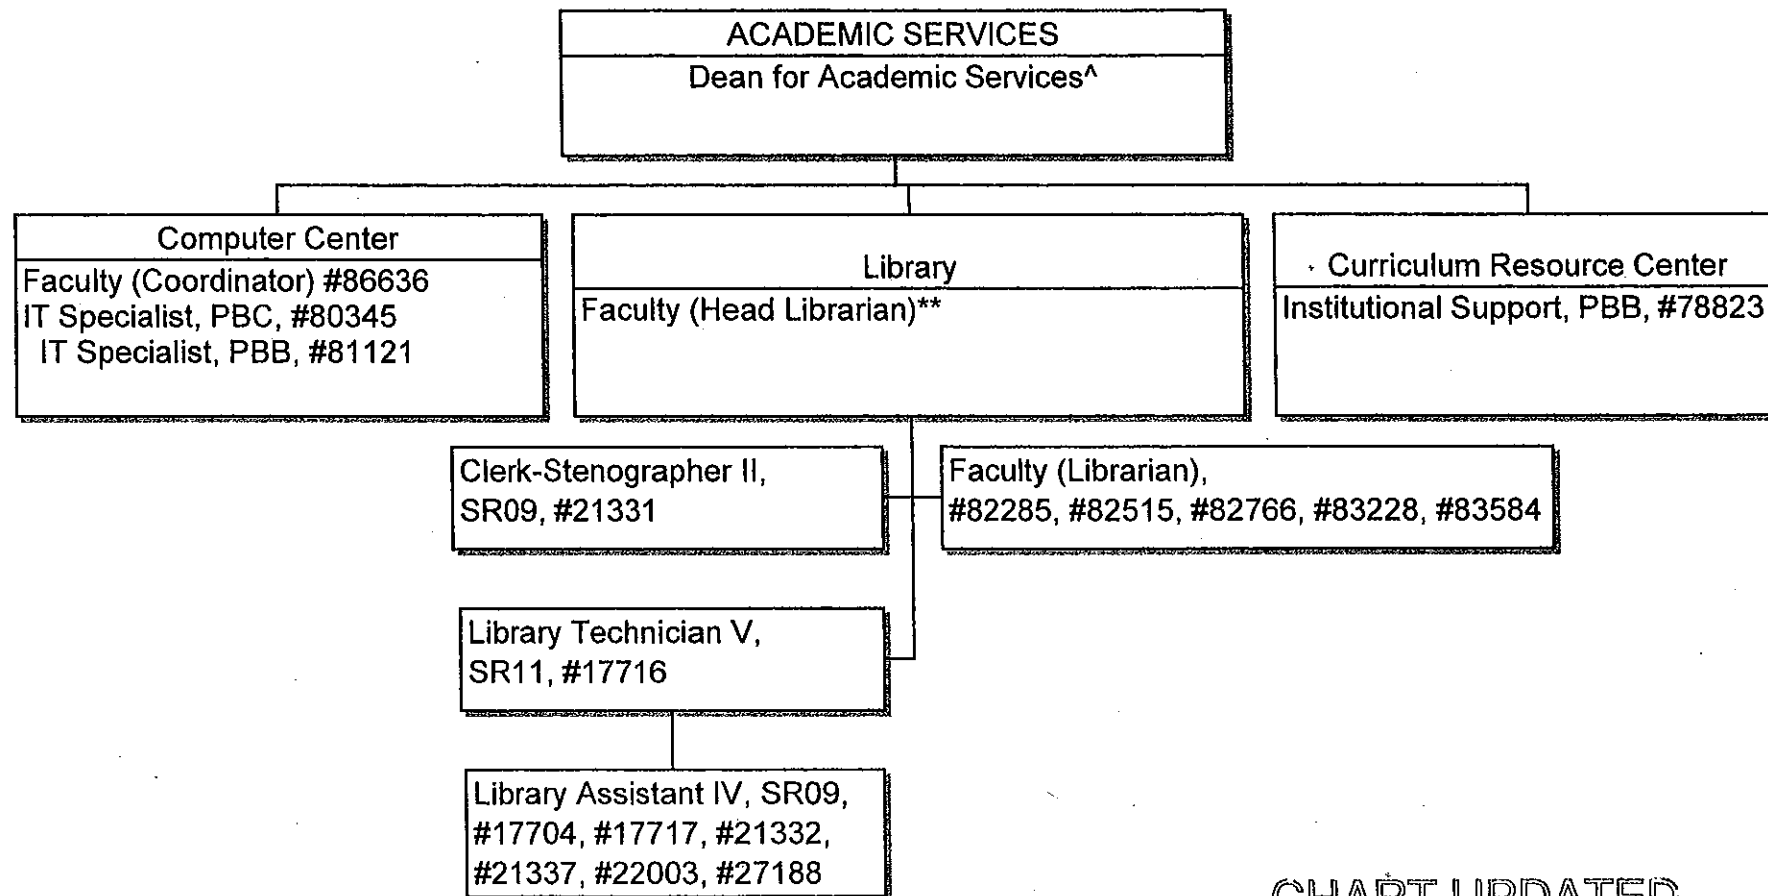 ACADEMIC SERVICES
Dean for Academic Services^
Computer Center
Faculty (Coordinator) #86636
IT Specialist, PBC, #80345
IT Specialist, PBB, #81121
Library
Faculty (Head Librarian)**
Curriculum Resource Center
Institutional Support, PBB, #78823
Clerk-Stenographer II,
SR09, #21331
Faculty (Librarian),
#82285, #82515, #82766, #83228, #83584
Library Technician V,
SR11, #17716
Library Assistant IV, SR09,
#17704, #17717, #21332,
#21337, #22003, #27188
CHART UPDATED